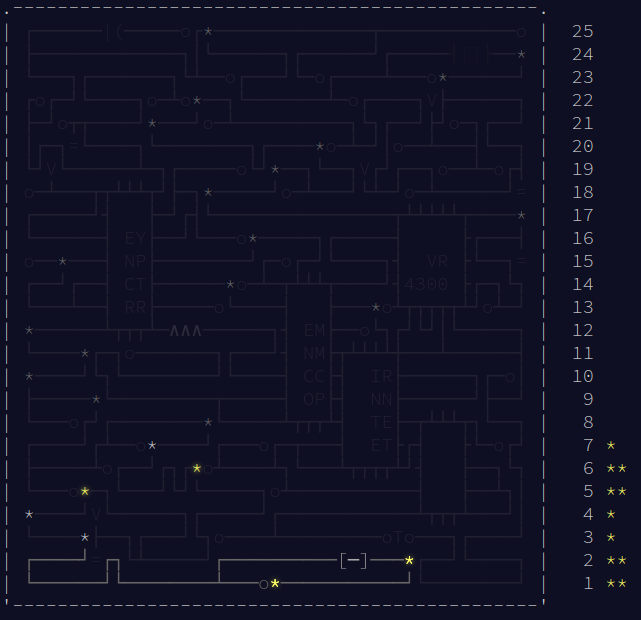 25
24
23
22
21
20
19
18
17
EY 16
NP VR 15
CT 4300 14
RR 13
EM 12
NM 11
CC IR 10
OP NN 9
TE 8
ET 7 *
6 **
5 **
4 *
3 *
2 **
1 **